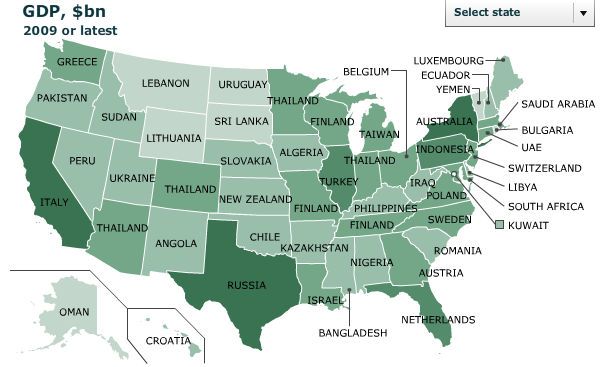 GDP, $bn
2009 or latest
Select state
GREECE
LEBANON
URUGUAY
BELGIUM
LUXEMBOURG
ECUADOR
YEMEN
PAKISTAN
SUDAN
THAILAND
FINLAND
AUSTRALIA
SAUDI ARABIA
SRI LANKA
TAIWAN
BULGARIA
LITHUANIA
UAE
PERU
SLOVAKIA
ALGERIA
THAILAND
INDONESIA
SWITZERLAND
UKRAINE
THAILAND
TURKEY
IRAQ
LIBYA
ITALY
NEW ZEALAND
FINLAND
PHILIPPINES
POLAND
SOUTH AFRICA
THAILAND
CHILE
FINLAND
SWEDEN
KUWAIT
ANGOLA
KAZAKHSTAN
NIGERIA
ROMANIA
RUSSIA
AUSTRIA
ISRAEL
OMAN
CROATIA
BANGLADESH
NETHERLANDS